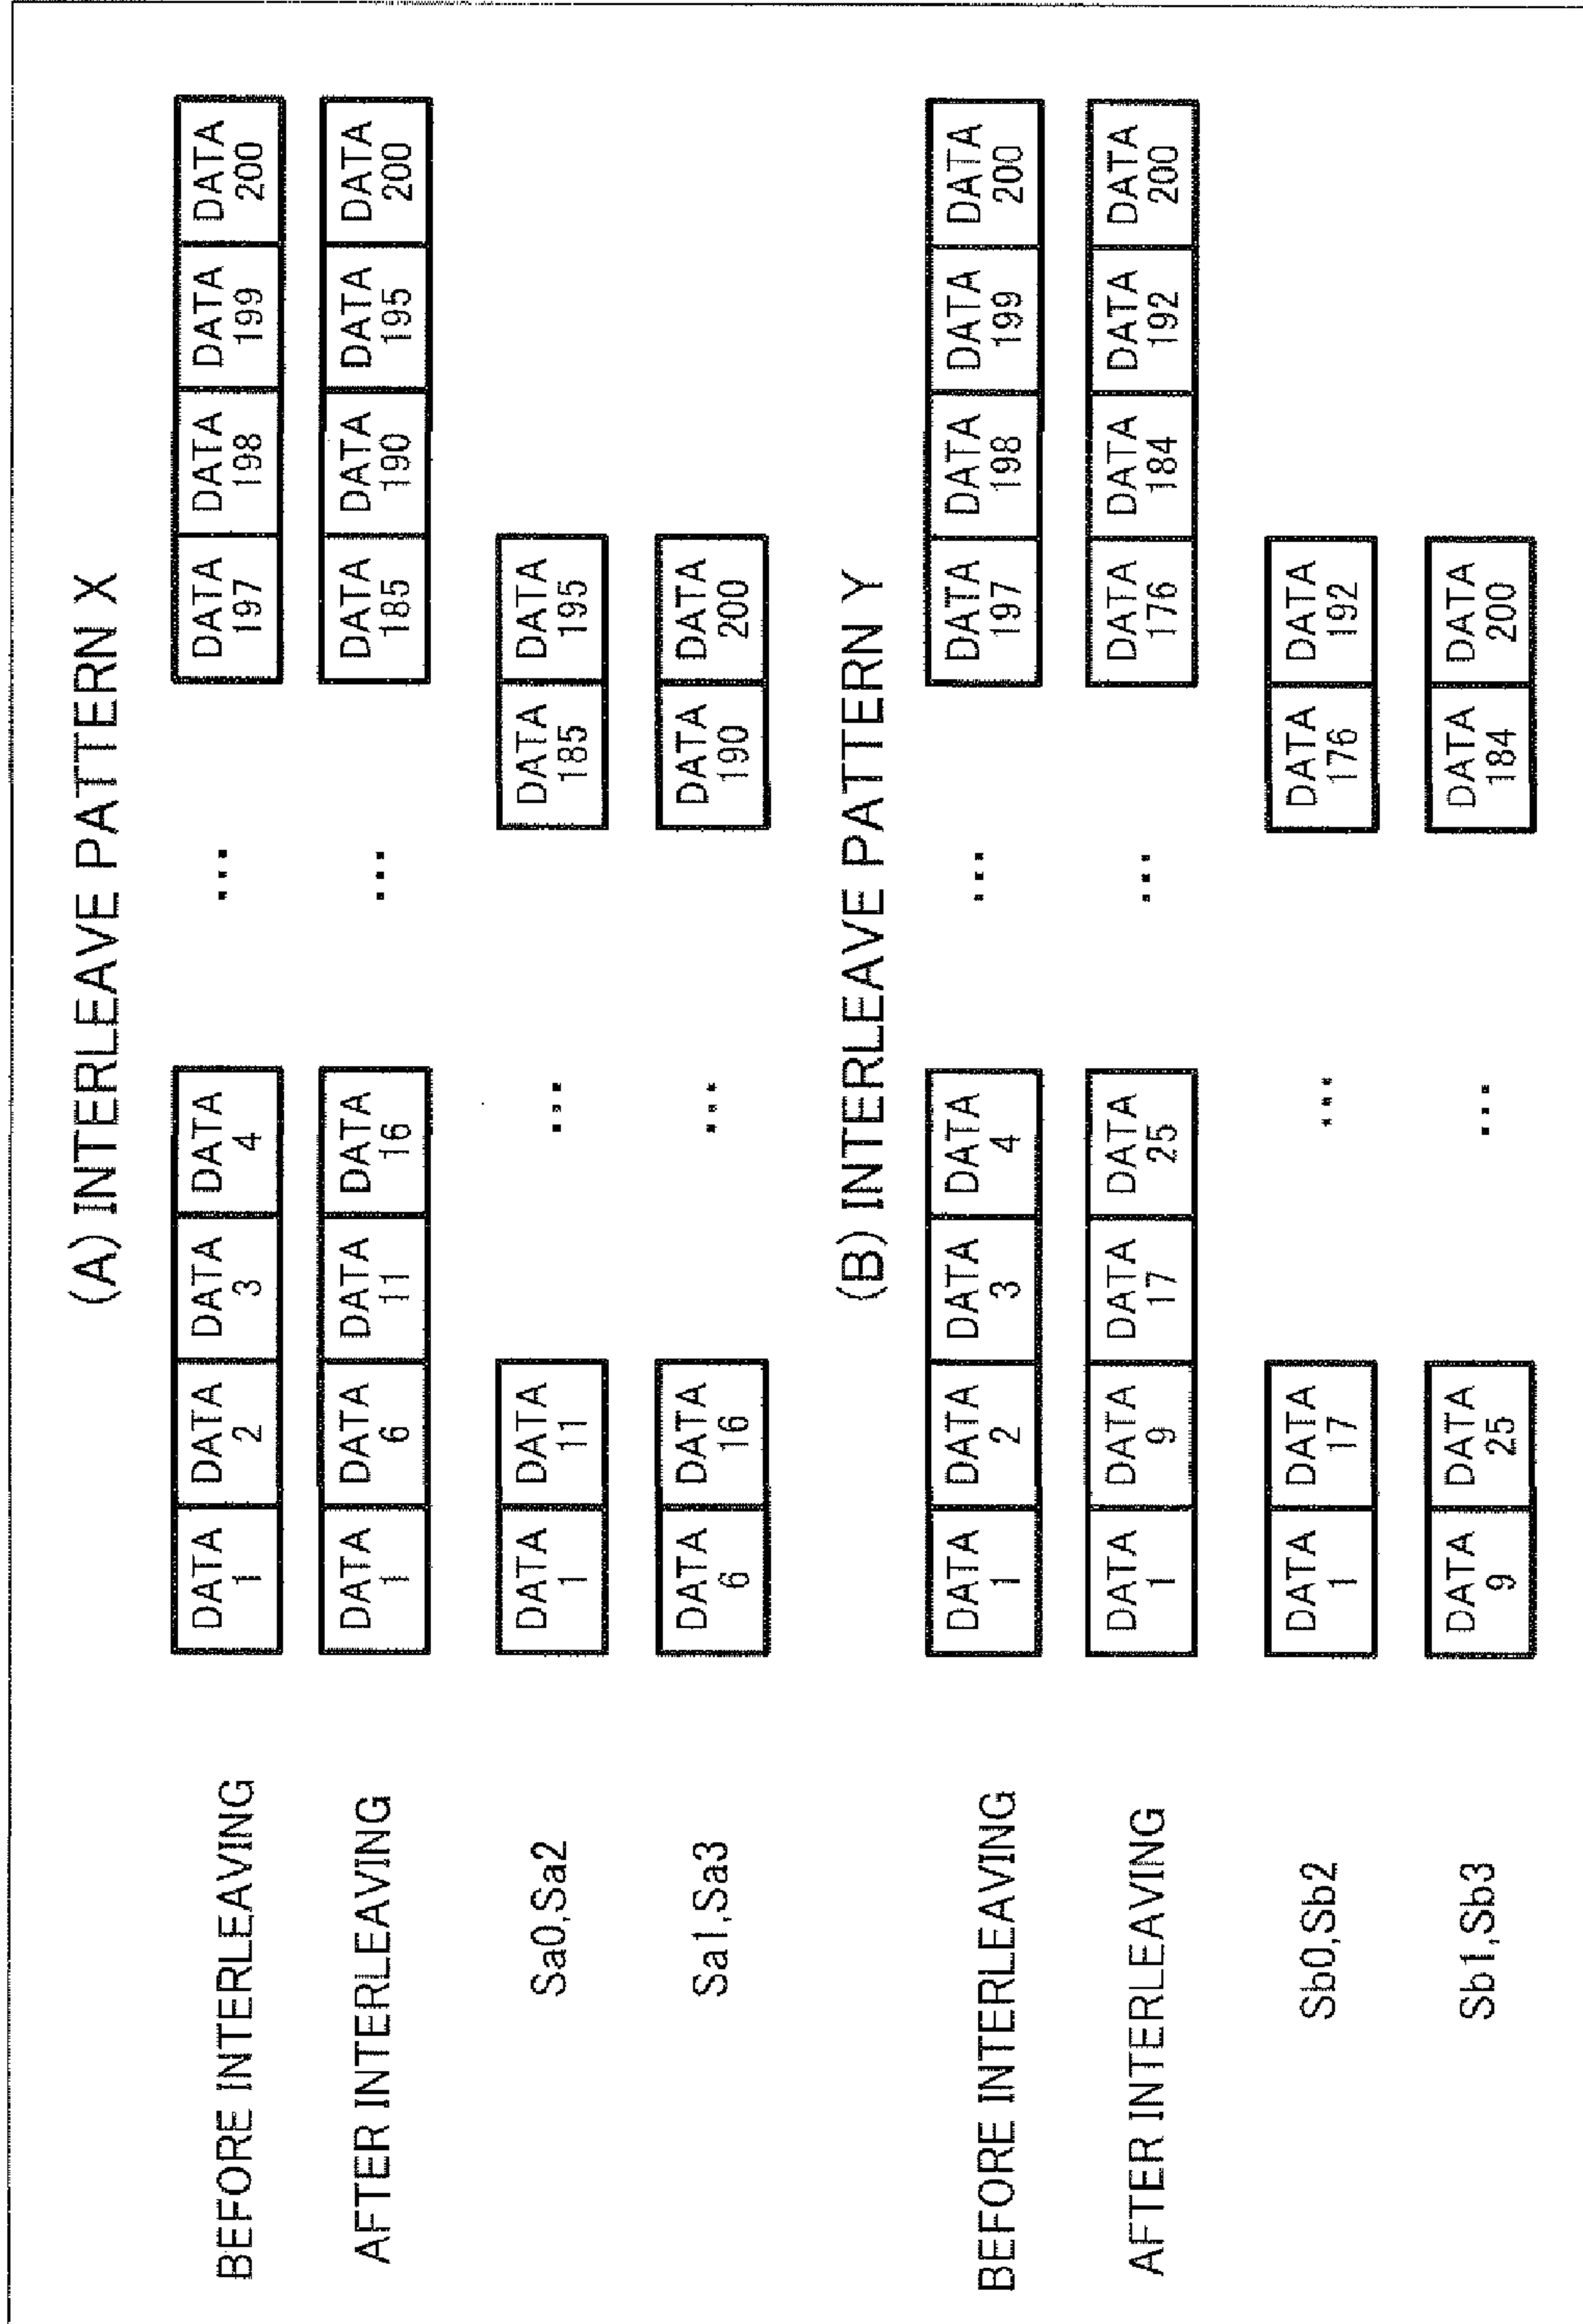 (A) INTERLEAVE PATTERN X
BEFORE INTERLEAVING DATA 1 DATA 2 DATA 3 DATA 4 ... DATA 197 DATA 198 DATA 199 DATA 200
AFTER INTERLEAVING DATA 1 DATA 6 DATA 11 DATA 16 ... DATA 185 DATA 190 DATA 195 DATA 200
Sa0,Sa2 DATA 1 DATA 11 ... DATA 185 DATA 195
Sa1,Sa3 DATA 6 DATA 16 ... DATA 190 DATA 200
(B) INTERLEAVE PATTERN Y
BEFORE INTERLEAVING DATA 1 DATA 2 DATA 3 DATA 4 ... DATA 197 DATA 198 DATA 199 DATA 200
AFTER INTERLEAVING DATA 1 DATA 9 DATA 17 DATA 25 ... DATA 176 DATA 184 DATA 192 DATA 200
Sb0,Sb2 DATA 1 DATA 17 ... DATA 176 DATA 192
Sb1,Sb3 DATA 9 DATA 25 ... DATA 184 DATA 200